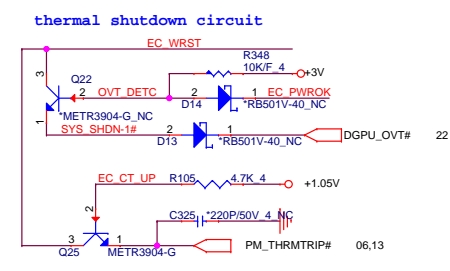 thermal shutdown circuit
EC_WRST
R348
10K/F_4
+3V
3
Q22
2 OVT_DETC
2 1 EC_PWROK
D14 *RB501V-40_NC
*METR3904-G_NC
1
SYS_SHDN-1#
2 1
D13 *RB501V-40_NC
DGPU_OVT# 22
EC_CT_UP R105 4.7K_4 +1.05V
2
C325 *220P/50V_4_NC
3 1
PM_THRMTRIP# 06,13
Q25 METR3904-G